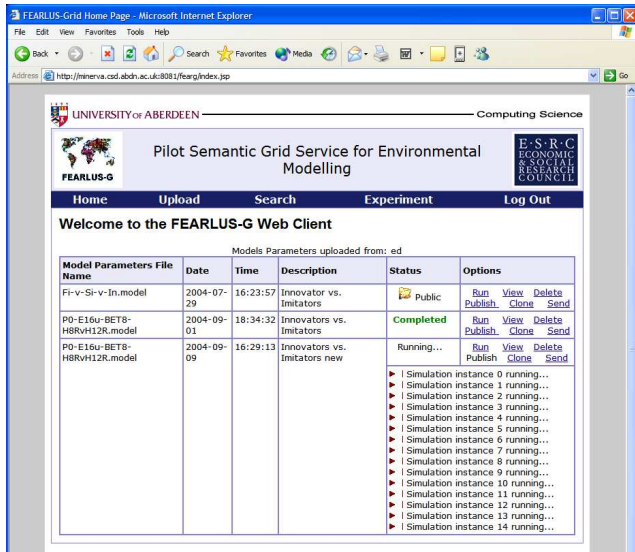 FEARLUS-Grid Home Page - Microsoft Internet Explorer
File Edit View Favorites Tools Help
Back Search Favorites Media
Address http://minerva.csd.abdn.ac.uk:8081/fearg/index.jsp Go
UNIVERSITY OF ABERDEEN Computing Science
FEARLUS-G
Pilot Semantic Grid Service for Environmental
Modelling
E·S·R·C
ECONOMIC
& SOCIAL
RESEARCH
COUNCIL
Home Upload Search Experiment Log Out
Welcome to the FEARLUS-G Web Client
Models Parameters uploaded from: ed
Model Parameters File Name Date Time Description Status Options
Fi-v-Si-v-In.model 2004-07-29 16:23:57 Innovator vs. Imitators Public Run View Delete Publish Clone Send
P0-E16u-BET8-H8RvH12R.model 2004-09-01 18:34:32 Innovators vs. Imitators Completed Run View Delete Publish Clone Send
P0-E16u-BET8-H8RvH12R.model 2004-09-09 16:29:13 Innovators vs. Imitators new Running... Run View Delete Publish Clone Send
| Simulation instance 0 running...
| Simulation instance 1 running...
| Simulation instance 2 running...
| Simulation instance 3 running...
| Simulation instance 4 running...
| Simulation instance 5 running...
| Simulation instance 6 running...
| Simulation instance 7 running...
| Simulation instance 8 running...
| Simulation instance 9 running...
| Simulation instance 10 running...
| Simulation instance 11 running...
| Simulation instance 12 running...
| Simulation instance 13 running...
| Simulation instance 14 running...